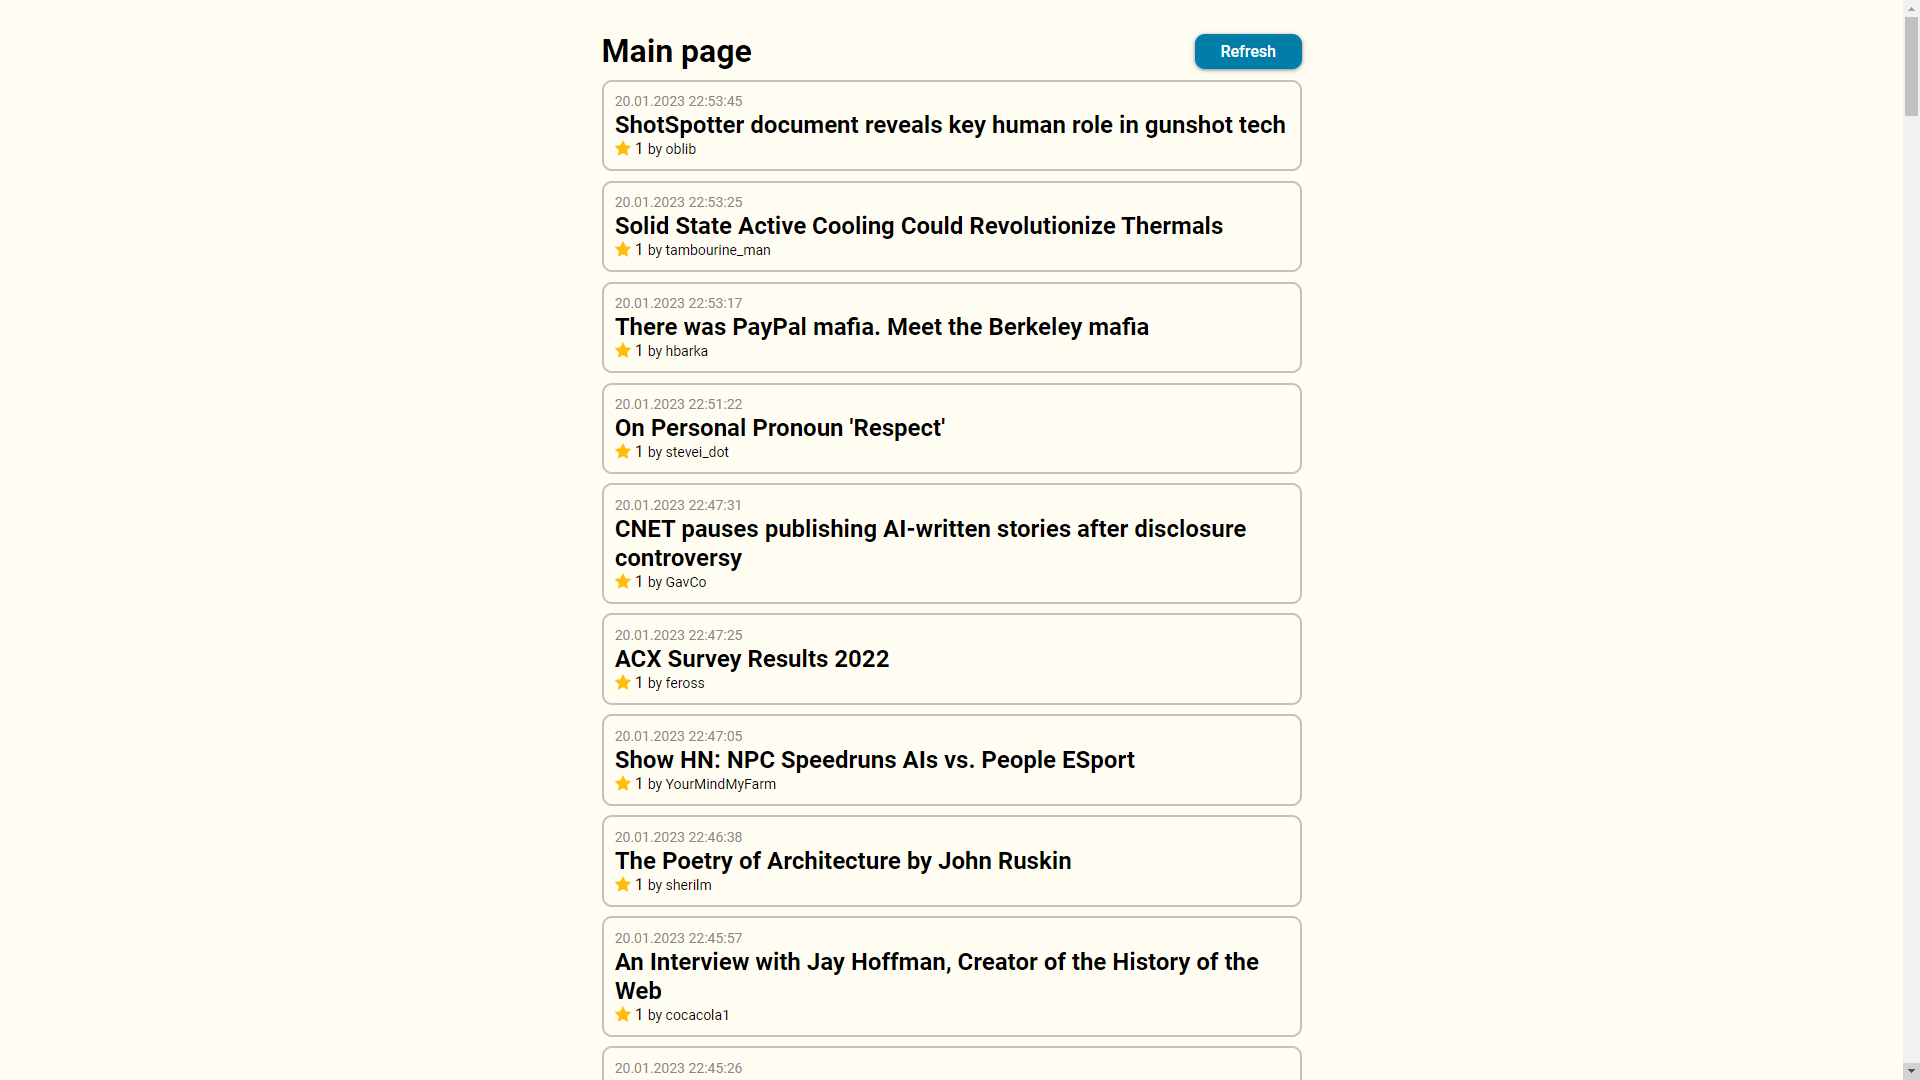 Main page
Refresh
20.01.2023 22:53:45
ShotSpotter document reveals key human role in gunshot tech
1 by oblib
20.01.2023 22:53:25
Solid State Active Cooling Could Revolutionize Thermals
1 by tambourine_man
20.01.2023 22:53:17
There was PayPal mafia. Meet the Berkeley mafia
1 by hbarka
20.01.2023 22:51:22
On Personal Pronoun 'Respect'
1 by stevei_dot
20.01.2023 22:47:31
CNET pauses publishing AI-written stories after disclosure
controversy
1 by GavCo
20.01.2023 22:47:25
ACX Survey Results 2022
1 by feross
20.01.2023 22:47:05
Show HN: NPC Speedruns AIs vs. People ESport
1 by YourMindMyFarm
20.01.2023 22:46:38
The Poetry of Architecture by John Ruskin
1 by sherilm
20.01.2023 22:45:57
An Interview with Jay Hoffman, Creator of the History of the
Web
1 by cocacola1
20.01.2023 22:45:26